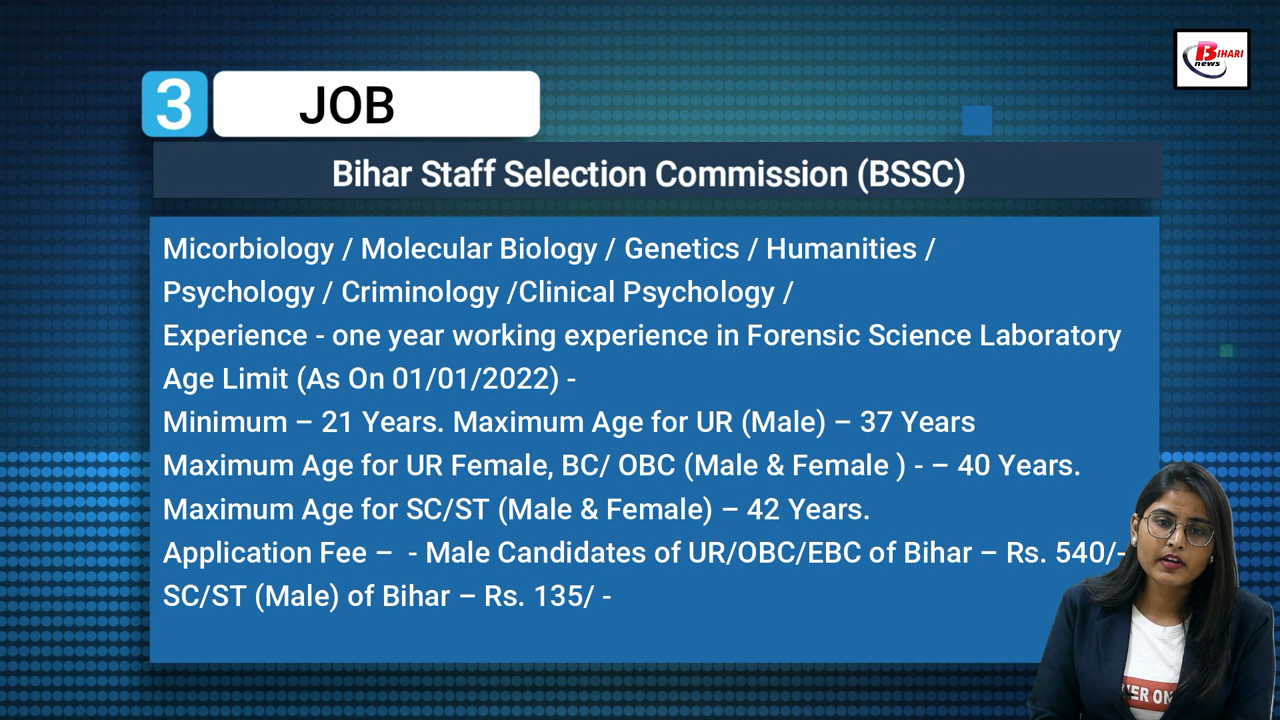 BIHARI
news
3 JOB
Bihar Staff Selection Commission (BSSC)
Micorbiology / Molecular Biology / Genetics / Humanities /
Psychology / Criminology /Clinical Psychology /
Experience - one year working experience in Forensic Science Laboratory
Age Limit (As On 01/01/2022) -
Minimum – 21 Years. Maximum Age for UR (Male) – 37 Years
Maximum Age for UR Female, BC/ OBC (Male & Female ) - – 40 Years.
Maximum Age for SC/ST (Male & Female) – 42 Years.
Application Fee –  - Male Candidates of UR/OBC/EBC of Bihar – Rs. 540/-
SC/ST (Male) of Bihar – Rs. 135/ -